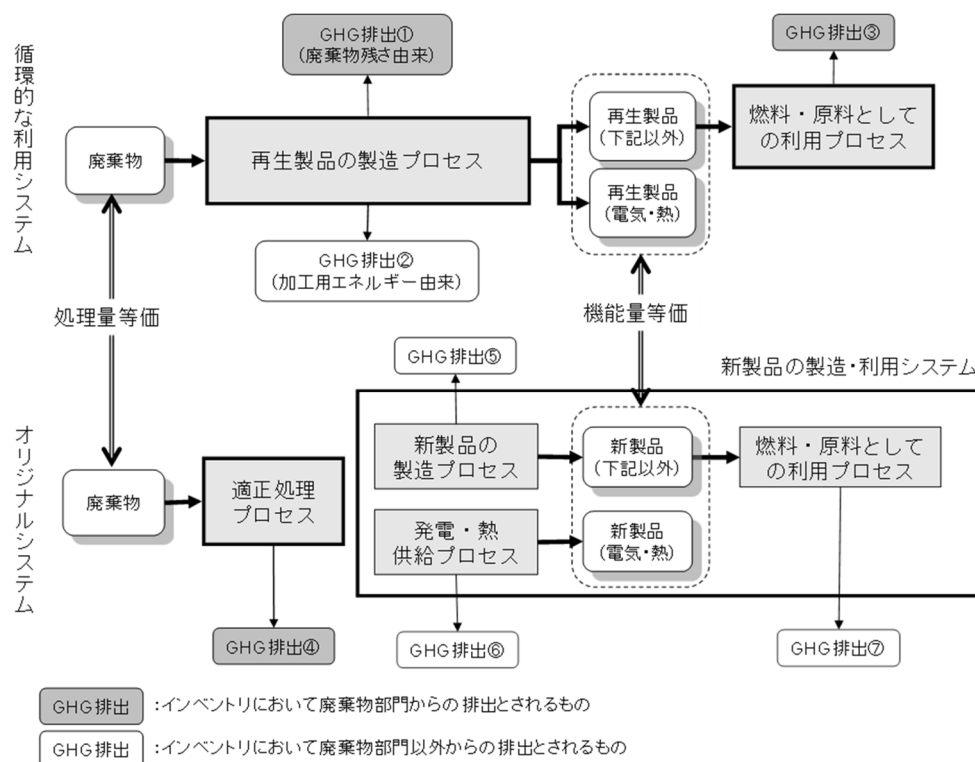 循環的な利用システム
GHG排出①
(廃棄物残さ由来)
GHG排出③
廃棄物
再生製品の製造プロセス
再生製品
(下記以外)
再生製品
(電気・熱)
燃料・原料として
の利用プロセス
GHG排出②
(加工用エネルギー由来)
処理量等価
機能量等価
オリジナルシステム
GHG排出⑤
新製品の製造・利用システム
廃棄物
適正処理
プロセス
新製品の
製造プロセス
新製品
(下記以外)
燃料・原料として
の利用プロセス
発電・熱
供給プロセス
新製品
(電気・熱)
GHG排出④
GHG排出⑥
GHG排出⑦
GHG排出 :インベントリにおいて廃棄物部門からの排出とされるもの
GHG排出 :インベントリにおいて廃棄物部門以外からの排出とされるもの